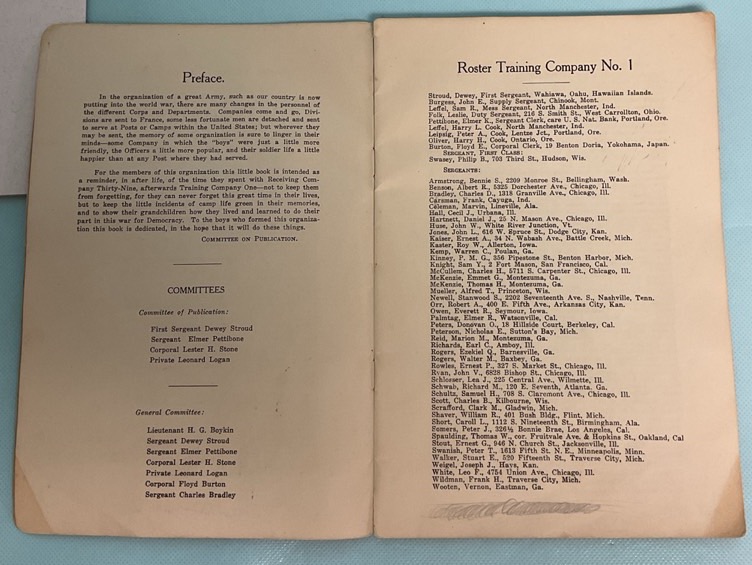 Preface.
In the organization of a great Army, such as our country is now
putting into the world war, there are many changes in the personnel
of the different Corps and Departments. Companies come and go, Divi-
sions are sent to France, some less fortunate men are detached and sent
to serve at Posts or Camps within the United States; but wherever they
may be sent, the memory of some organization is sure to linger in their
minds—some Company in which the "boys" were just a little more
friendly, the Officers a little more popular, and their soldier life a little
happier than at any Post where they had served.
For the members of this organization this little book is intended as
a reminder, in after life, of the time they spent with Receiving Com-
pany Thirty-Nine, afterwards Training Company One—not to keep them
from forgetting, for they can never forget this great time in their lives,
but to keep the little incidents of camp life green in their memories,
and to show their grandchildren how they lived and learned to do their
part in this war for Democracy. To the boys who formed this organiza-
tion this book is dedicated, in the hope that it will do these things.
COMMITTEE ON PUBLICATION.
COMMITTEES
Committee of Publication:
First Sergeant Dewey Stroud
Sergeant Elmer Pettibone
Corporal Lester H. Stone
Private Leonard Logan
General Committee:
Lieutenant H. G. Boykin
Sergeant Dewey Stroud
Sergeant Elmer Pettibone
Corporal Lester H. Stone
Private Leonard Logan
Corporal Floyd Burton
Sergeant Charles Bradley
Roster Training Company No. 1
Stroud, Dewey, First Sergeant, Wahiawa, Oahu, Hawaiian Islands.
Burgess, John E., Supply Sergeant, Chinook, Mont.
Leffel, Sam R., Mess Sergeant, North Manchester, Ind.
Folk, Leslie, Duty Sergeant, 216 S. Smith St., West Carrollton, Ohio.
Pettibone, Elmer R., Sergeant Clerk, care U. S. Nat. Bank, Portland, Ore.
Leffel, Harry L. Cook, North Manchester, Ind.
Leipzig, Peter A., Cook, Lentsz Jct., Portland, Ore.
Oliver, Harry H., Cook, Ontario, Ore.
Burton, Floyd E., Corporal Clerk, 19 Benton Doria, Yokohama, Japan.
SERGEANT, FIRST CLASS:
Swasey, Philip B., 703 Third St., Hudson, Wis.
SERGEANTS:
Armstrong, Bennie S., 2209 Monroe St., Bellingham, Wash.
Benson, Albert R., 5325 Dorchester Ave., Chicago, Ill.
Bradley, Charles D., 1318 Granville Ave., Chicago, Ill.
Carsman, Frank, Cayuga, Ind.
Coleman, Marvin, Lineville, Ala.
Hall, Cecil J., Urbana, Ill.
Hartnett, Daniel J., 25 N. Mason Ave., Chicago, Ill.
Huse, John W., White River Junction, Vt.
Jones, John L., 616 W. Spruce St., Dodge City, Kan.
Kaiser, Ernest A., 34 N. Wabash Ave., Battle Creek, Mich.
Kaster, Roy W., Allerton, Iowa.
Kemp, Warren C., Poulan, Ga.
Kinney, P. M. G., 356 Pipestone St., Benton Harbor, Mich.
Knight, Sam Y., 2 Fort Mason, San Francisco, Cal.
McCullem, Charles H., 5711 S. Carpenter St., Chicago, Ill.
McKenzie, Emmet G., Montezuma, Ga.
McKenzie, Thomas H., Montezuma, Ga.
Mueller, Alfred T., Princeton, Wis.
Newell, Stanwood S., 2202 Seventeenth Ave. S., Nashville, Tenn.
Orr, Robert A., 400 E. Fifth Ave., Arkansas City, Kan.
Owen, Everett R., Seymour, Iowa.
Palmtag, Elmer R., Watsonville, Cal.
Peters, Donovan O., 18 Hillside Court, Berkeley, Cal.
Peterson, Nicholas E., Sutton's Bay, Mich.
Reid, Marion M., Montezuma, Ga.
Richards, Earl C., Amboy, Ill.
Rogers, Ezekiel Q., Barnesville, Ga.
Rogers, Walter M., Baxbey, Ga.
Rowles, Ernest P., 327 S. Market St., Chicago, Ill.
Ryan, John V., 6828 Bishop St., Chicago, Ill.
Schlosser, Lea J., 225 Central Ave., Wilmette, Ill.
Schwab, Richard M., 120 E. Seventh, Atlanta. Ga.
Schultz, Samuel H., 708 S. Claremont Ave., Chicago, Ill.
Scott, Charles B., Kilbourne, Wis.
Scrafford, Clark M., Gladwin, Mich.
Shaver, William R., 401 Bush Bldg., Flint, Mich.
Short, Caroll L., 1112 S. Nineteenth St., Birmingham, Ala.
Somers, Peter J., 326½ Bonnie Brae, Los Angeles, Cal.
Spaulding, Thomas W., cor. Fruitvale Ave. & Hopkins St., Oakland, Cal
Stout, Ernest G., 946 N. Church St., Jacksonville, Ill.
Swanish, Peter T., 1613 Fifth St. N. E., Minneapolis, Minn.
Walker, Stuart E., 520 Fifteenth St., Traverse City, Mich.
Weigel, Joseph J., Hays, Kan.
White, Leo F., 4754 Union Ave., Chicago, Ill.
Wildman, Frank H., Traverse City, Mich.
Wooten, Vernon, Eastman, Ga.